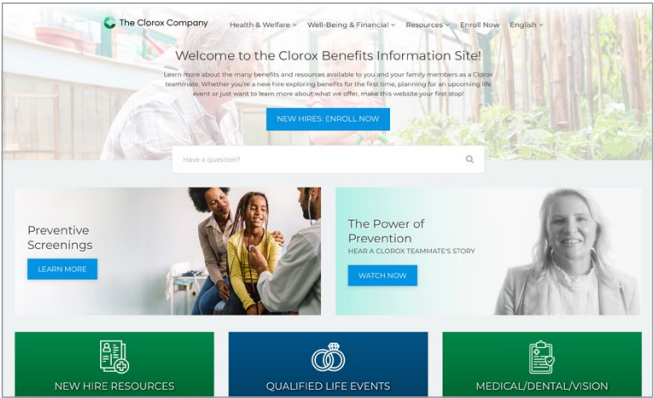 The Clorox Company
Health & Welfare Well-Being & Financial Resources Enroll Now English
Welcome to the Clorox Benefits Information Site!
Learn more about the many benefits and resources available to you and your family members as a Clorox
teammate. Whether you're a new hire exploring benefits for the first time, planning for an upcoming life
event or just want to learn more about what we offer, make this website your first stop!
NEW HIRES: ENROLL NOW
Have a question?
Preventive
Screenings
LEARN MORE
The Power of
Prevention
HEAR A CLOROX TEAMMATE'S STORY
WATCH NOW
NEW HIRE RESOURCES
QUALIFIED LIFE EVENTS
MEDICAL/DENTAL/VISION